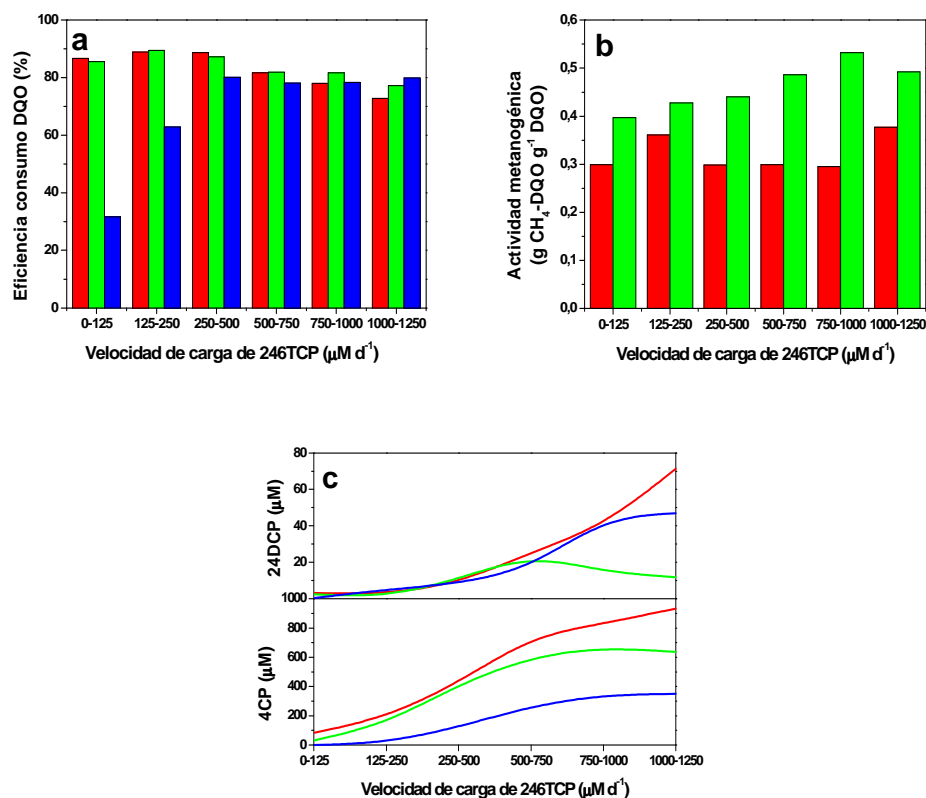 a
Eficiencia consumo DQO (%)
100
80
60
40
20
0
0-125 125-250 250-500 500-750 750-1000 1000-1250
Velocidad de carga de 246TCP (μM d⁻¹)
b
Actividad metanogénica
(g CH₄-DQO g⁻¹ DQO)
0,6
0,5
0,4
0,3
0,2
0,1
0,0
0-125 125-250 250-500 500-750 750-1000 1000-1250
Velocidad de carga de 246TCP (μM d⁻¹)
c
24DCP (μM)
80
60
40
20
1000
4CP (μM)
800
600
400
200
0
0-125 125-250 250-500 500-750 750-1000 1000-1250
Velocidad de carga de 246TCP (μM d⁻¹)